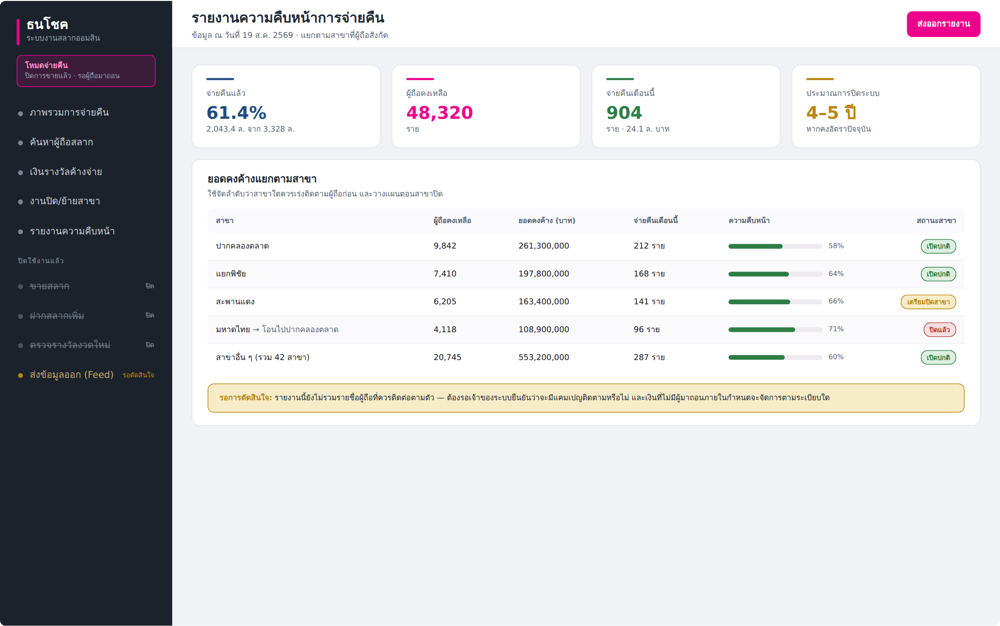 ธนโชค
ระบบงานสลากออมสิน
โหมดจ่ายคืน
ปิดการขายแล้ว · รอผู้ถือมาถอน
ภาพรวมการจ่ายคืน
ค้นหาผู้ถือสลาก
เงินรางวัลค้างจ่าย
งานปิด/ย้ายสาขา
รายงานความคืบหน้า
ปิดใช้งานแล้ว
ขายสลาก ปิด
ฝากสลากเพิ่ม ปิด
ตรวจรางวัลงวดใหม่ ปิด
ส่งข้อมูลออก (Feed) รอตัดสินใจ
รายงานความคืบหน้าการจ่ายคืน
ข้อมูล ณ วันที่ 19 ส.ค. 2569 · แยกตามสาขาที่ผู้ถือสังกัด
ส่งออกรายงาน
จ่ายคืนแล้ว
61.4%
2,043.4 ล. จาก 3,328 ล.
ผู้ถือคงเหลือ
48,320
ราย
จ่ายคืนเดือนนี้
904
ราย · 24.1 ล. บาท
ประมาณการปิดระบบ
4–5 ปี
หากคงอัตราปัจจุบัน
ยอดคงค้างแยกตามสาขา
ใช้จัดลำดับว่าสาขาใดควรเร่งติดตามผู้ถือก่อน และวางแผนตอนสาขาปิด
สาขา ผู้ถือคงเหลือ ยอดคงค้าง (บาท) จ่ายคืนเดือนนี้ ความคืบหน้า สถานะสาขา
ปากคลองตลาด 9,842 261,300,000 212 ราย 58% เปิดปกติ
แยกพิชัย 7,410 197,800,000 168 ราย 64% เปิดปกติ
สะพานแดง 6,205 163,400,000 141 ราย 66% เตรียมปิดสาขา
มหาดไทย → โอนไปปากคลองตลาด 4,118 108,900,000 96 ราย 71% ปิดแล้ว
สาขาอื่น ๆ (รวม 42 สาขา) 20,745 553,200,000 287 ราย 60% เปิดปกติ
รอการตัดสินใจ: รายงานนี้ยังไม่รวมรายชื่อผู้ถือที่ควรติดต่อตามตัว — ต้องรอเจ้าของระบบยืนยันว่าจะมีแคมเปญติดตามหรือไม่ และเงินที่ไม่มีผู้มาถอนภายในกำหนดจะจัดการตามระเบียบใด